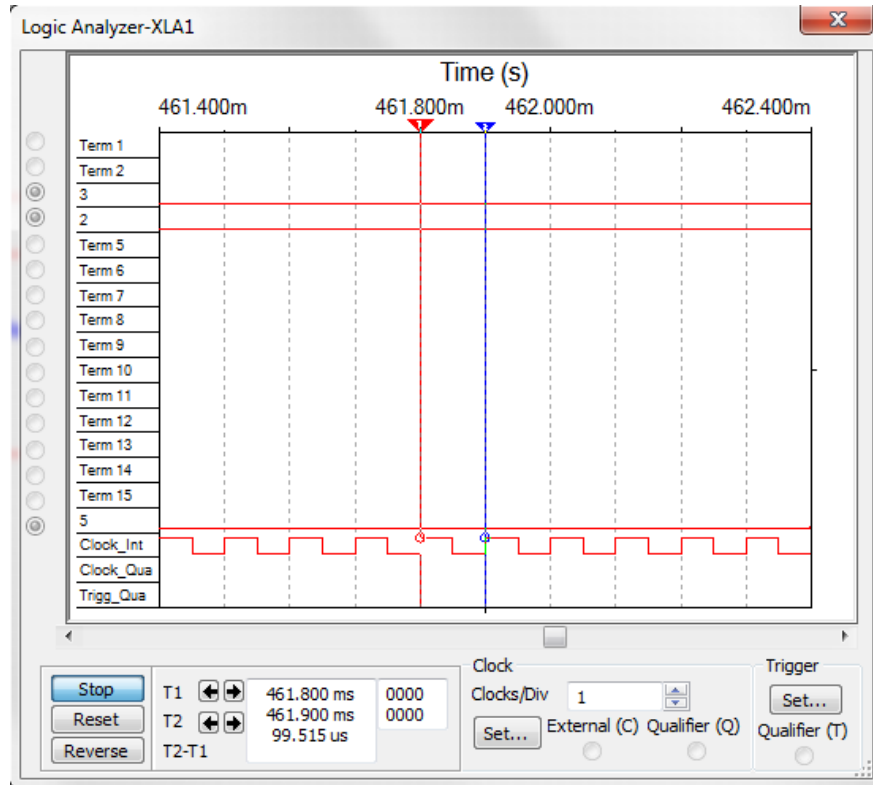 Logic Analyzer-XLA1
x
Time (s)
461.400m 461.800m 462.000m 462.400m
1 2
Term 1
Term 2
3
2
Term 5
Term 6
Term 7
Term 8
Term 9
Term 10
Term 11
Term 12
Term 13
Term 14
Term 15
5
Clock_Int
Clock_Qua
Trigg_Qua
Clock Trigger
Stop T1 461.800 ms 0000 Clocks/Div 1 Set...
Reset T2 461.900 ms 0000 Set... External (C) Qualifier (Q) Qualifier (T)
Reverse T2-T1 99.515 us